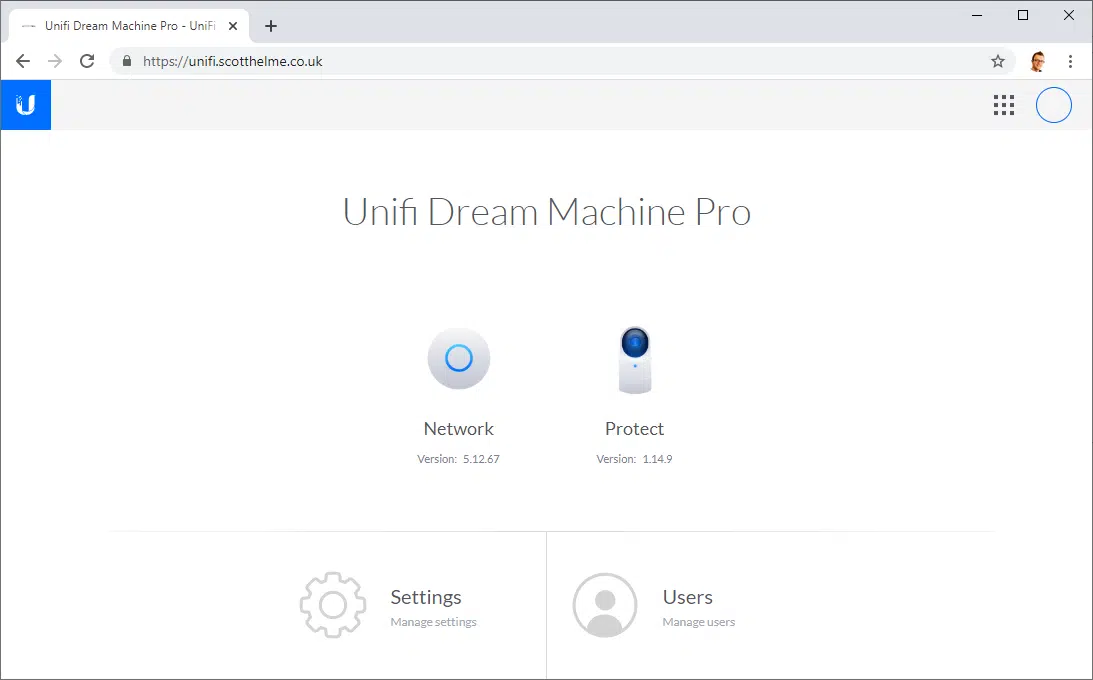 Unifi Dream Machine Pro - UniFi
https://unifi.scotthelme.co.uk
Unifi Dream Machine Pro
Network
Version: 5.12.67
Protect
Version: 1.14.9
Settings
Manage settings
Users
Manage users